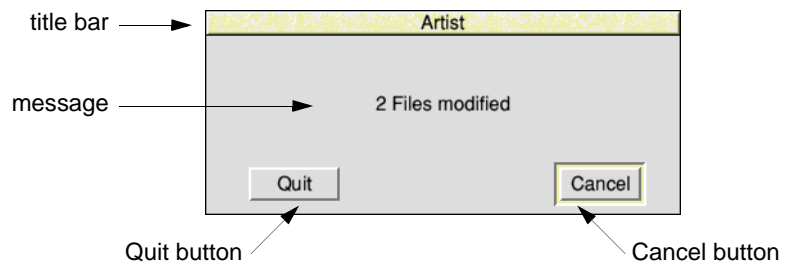 title bar
Artist
message
2 Files modified
Quit
Cancel
Quit button
Cancel button